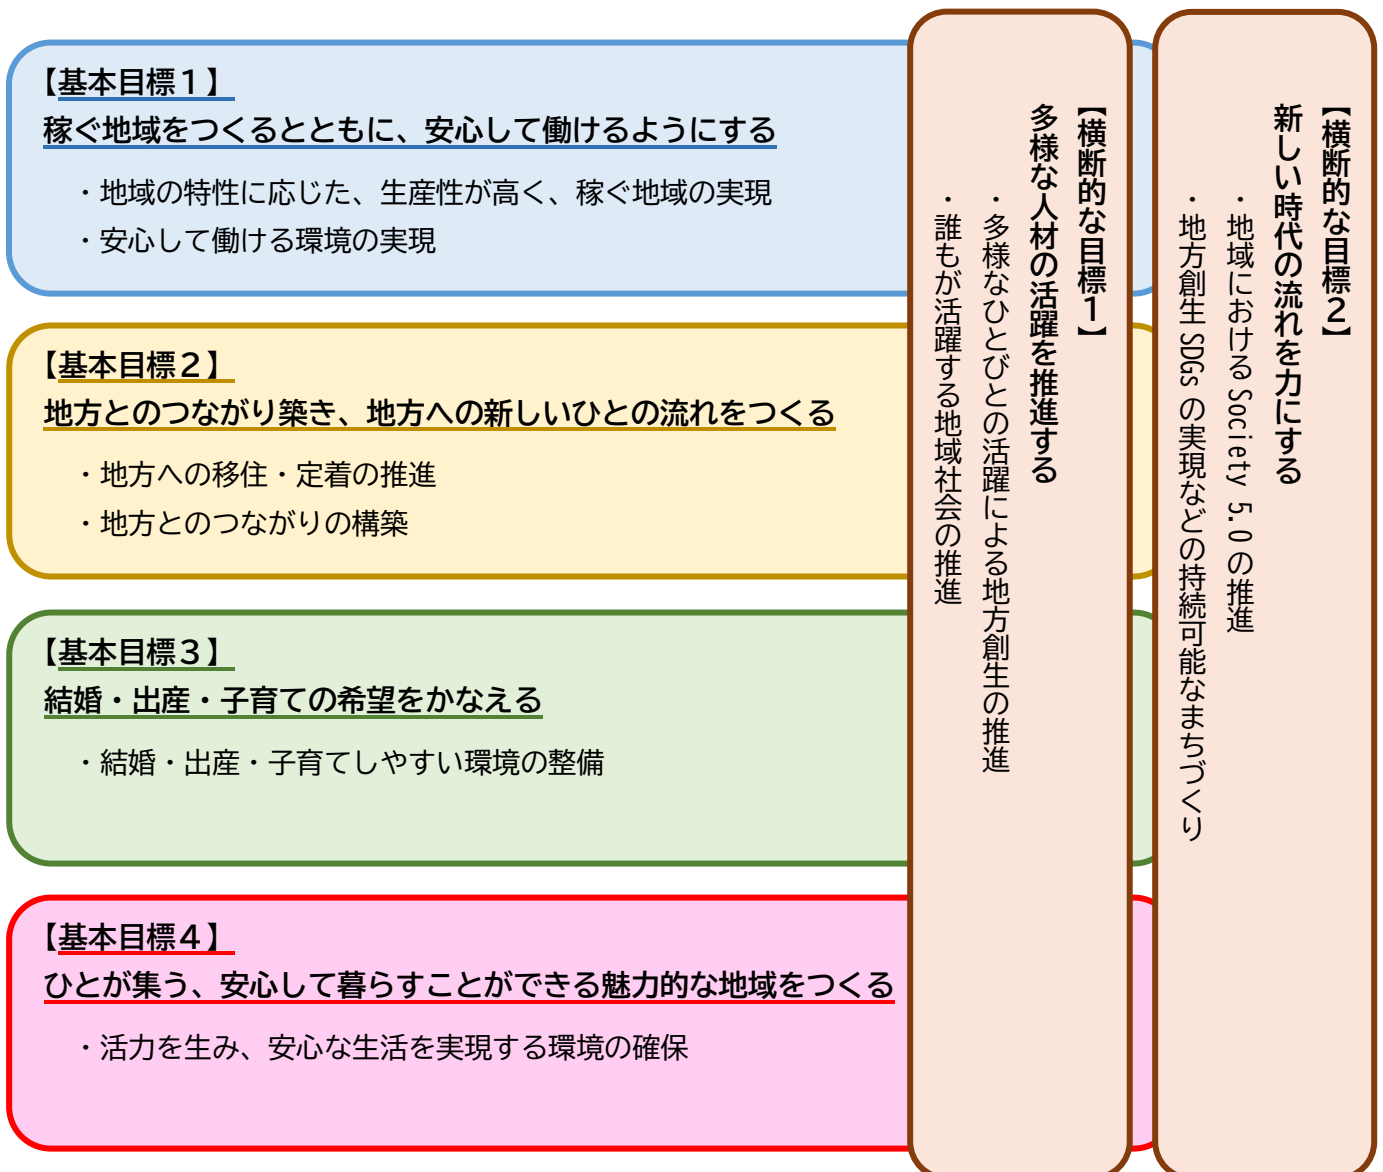 【基本目標１】
稼ぐ地域をつくるとともに、安心して働けるようにする
・地域の特性に応じた、生産性が高く、稼ぐ地域の実現
・安心して働ける環境の実現
【基本目標２】
地方とのつながり築き、地方への新しいひとの流れをつくる
・地方への移住・定着の推進
・地方とのつながりの構築
【基本目標３】
結婚・出産・子育ての希望をかなえる
・結婚・出産・子育てしやすい環境の整備
【基本目標４】
ひとが集う、安心して暮らすことができる魅力的な地域をつくる
・活力を生み、安心な生活を実現する環境の確保
【横断的な目標１】
多様な人材の活躍を推進する
・多様なひとびとの活躍による地方創生の推進
・誰もが活躍する地域社会の推進
【横断的な目標２】
新しい時代の流れを力にする
・地域における Society 5.0 の推進
・地方創生 SDGs の実現などの持続可能なまちづくり